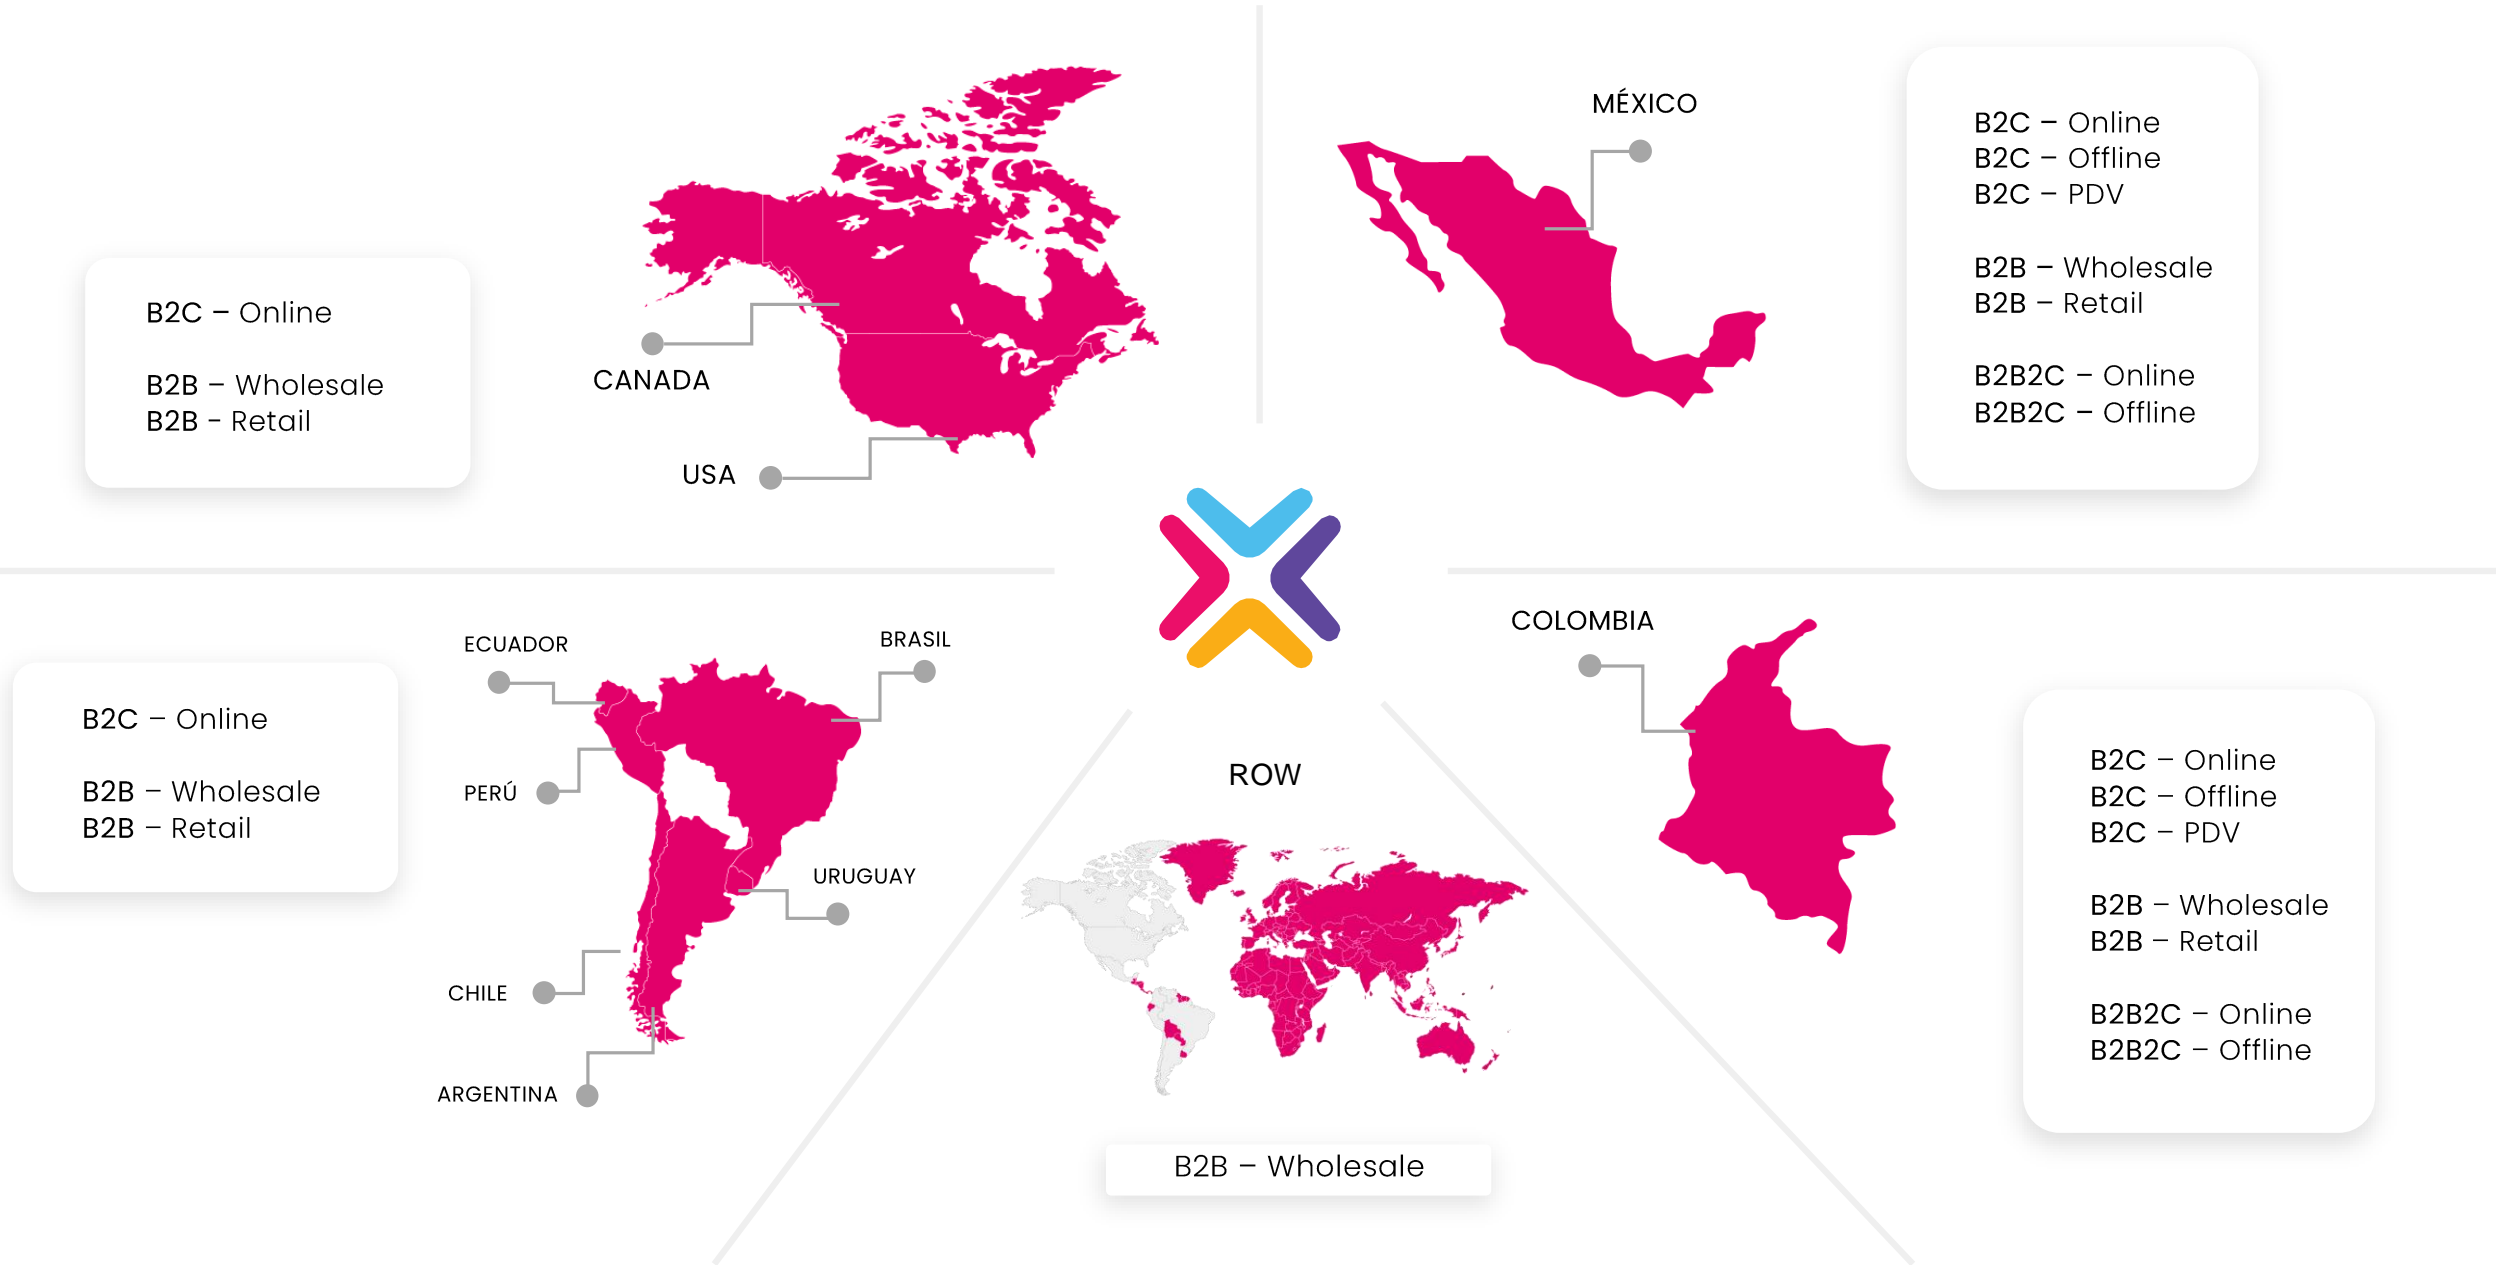 B2C – Online
B2B – Wholesale
B2B - Retail
CANADA
USA
MÉXICO
B2C – Online
B2C – Offline
B2C – PDV
B2B – Wholesale
B2B – Retail
B2B2C – Online
B2B2C – Offline
B2C – Online
B2B – Wholesale
B2B – Retail
ECUADOR
BRASIL
PERÚ
URUGUAY
CHILE
ARGENTINA
ROW
B2B – Wholesale
COLOMBIA
B2C – Online
B2C – Offline
B2C – PDV
B2B – Wholesale
B2B – Retail
B2B2C – Online
B2B2C – Offline